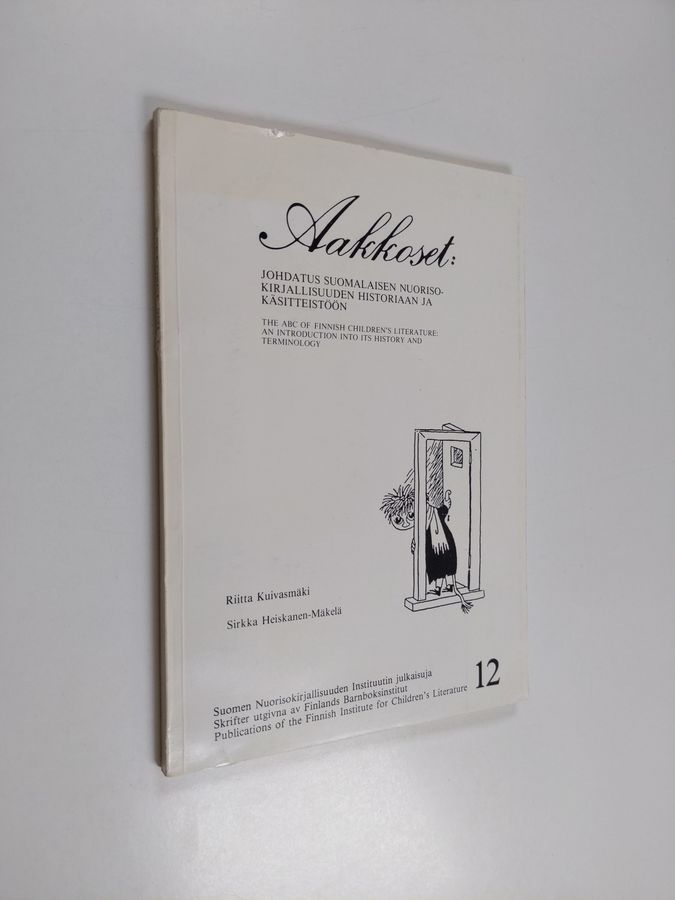 Aakkoset:
JOHDATUS SUOMALAISEN NUORISO-
KIRJALLISUUDEN HISTORIAAN JA
KÄSITTEISTÖÖN
THE ABC OF FINNISH CHILDREN'S LITERATURE:
AN INTRODUCTION INTO ITS HISTORY AND
TERMINOLOGY
Riitta Kuivasmäki
Sirkka Heiskanen-Mäkelä
Suomen Nuorisokirjallisuuden Instituutin julkaisuja
Skrifter utgivna av Finlands Barnboksinstitut
Publications of the Finnish Institute for Children's Literature
12